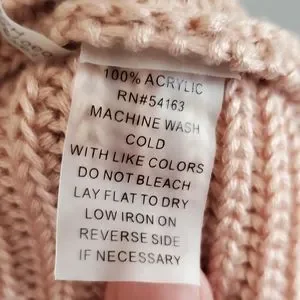 100% ACRYLIC
RN#54163
MACHINE WASH
COLD
WITH LIKE COLORS
DO NOT BLEACH
LAY FLAT TO DRY
LOW IRON ON
REVERSE SIDE
IF NECESSARY